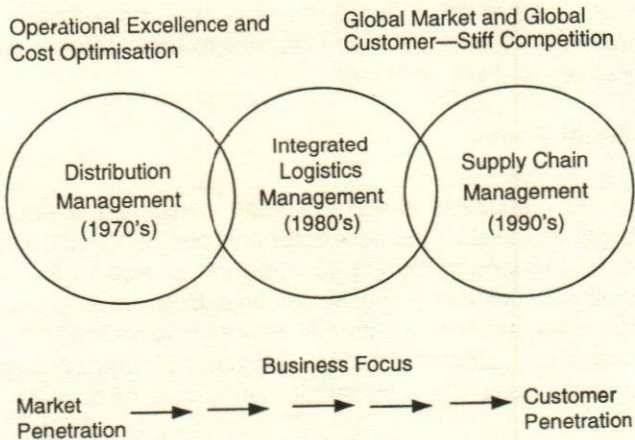 Operational Excellence and
Cost Optimisation
Global Market and Global
Customer—Stiff Competition
Distribution
Management
(1970's)
Integrated
Logistics
Management
(1980's)
Supply Chain
Management
(1990's)
Business Focus
Market
Penetration
Customer
Penetration